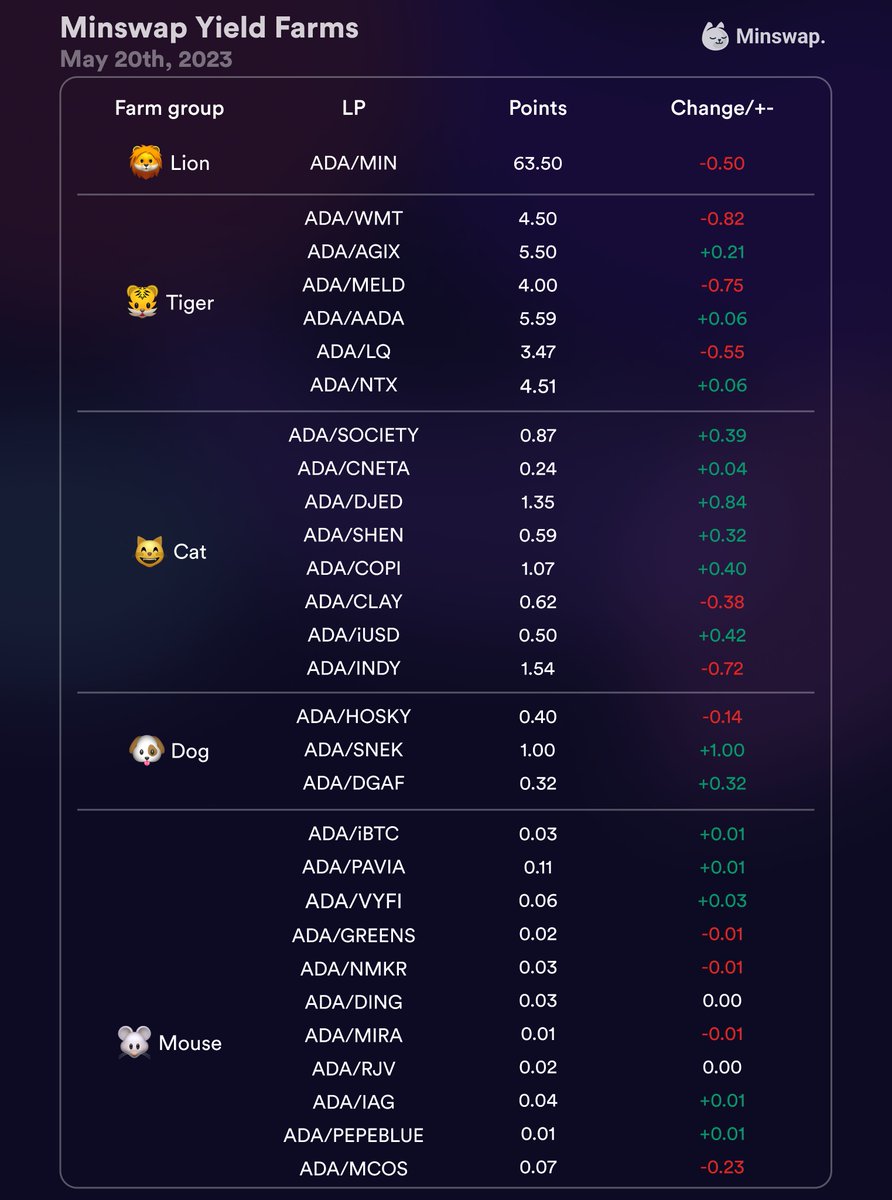 Minswap Yield Farms
May 20th, 2023
Minswap.
Farm group LP Points Change/+-
Lion ADA/MIN 63.50 -0.50
ADA/WMT 4.50 -0.82
ADA/AGIX 5.50 +0.21
ADA/MELD 4.00 -0.75
Tiger
ADA/AADA 5.59 +0.06
ADA/LQ 3.47 -0.55
ADA/NTX 4.51 +0.06
ADA/SOCIETY 0.87 +0.39
ADA/CNETA 0.24 +0.04
ADA/DJED 1.35 +0.84
ADA/SHEN 0.59 +0.32
Cat
ADA/COPI 1.07 +0.40
ADA/CLAY 0.62 -0.38
ADA/iUSD 0.50 +0.42
ADA/INDY 1.54 -0.72
ADA/HOSKY 0.40 -0.14
Dog ADA/SNEK 1.00 +1.00
ADA/DGAF 0.32 +0.32
ADA/iBTC 0.03 +0.01
ADA/PAVIA 0.11 +0.01
ADA/VYFI 0.06 +0.03
ADA/GREENS 0.02 -0.01
ADA/NMKR 0.03 -0.01
ADA/DING 0.03 0.00
Mouse
ADA/MIRA 0.01 -0.01
ADA/RJV 0.02 0.00
ADA/IAG 0.04 +0.01
ADA/PEPEBLUE 0.01 +0.01
ADA/MCOS 0.07 -0.23